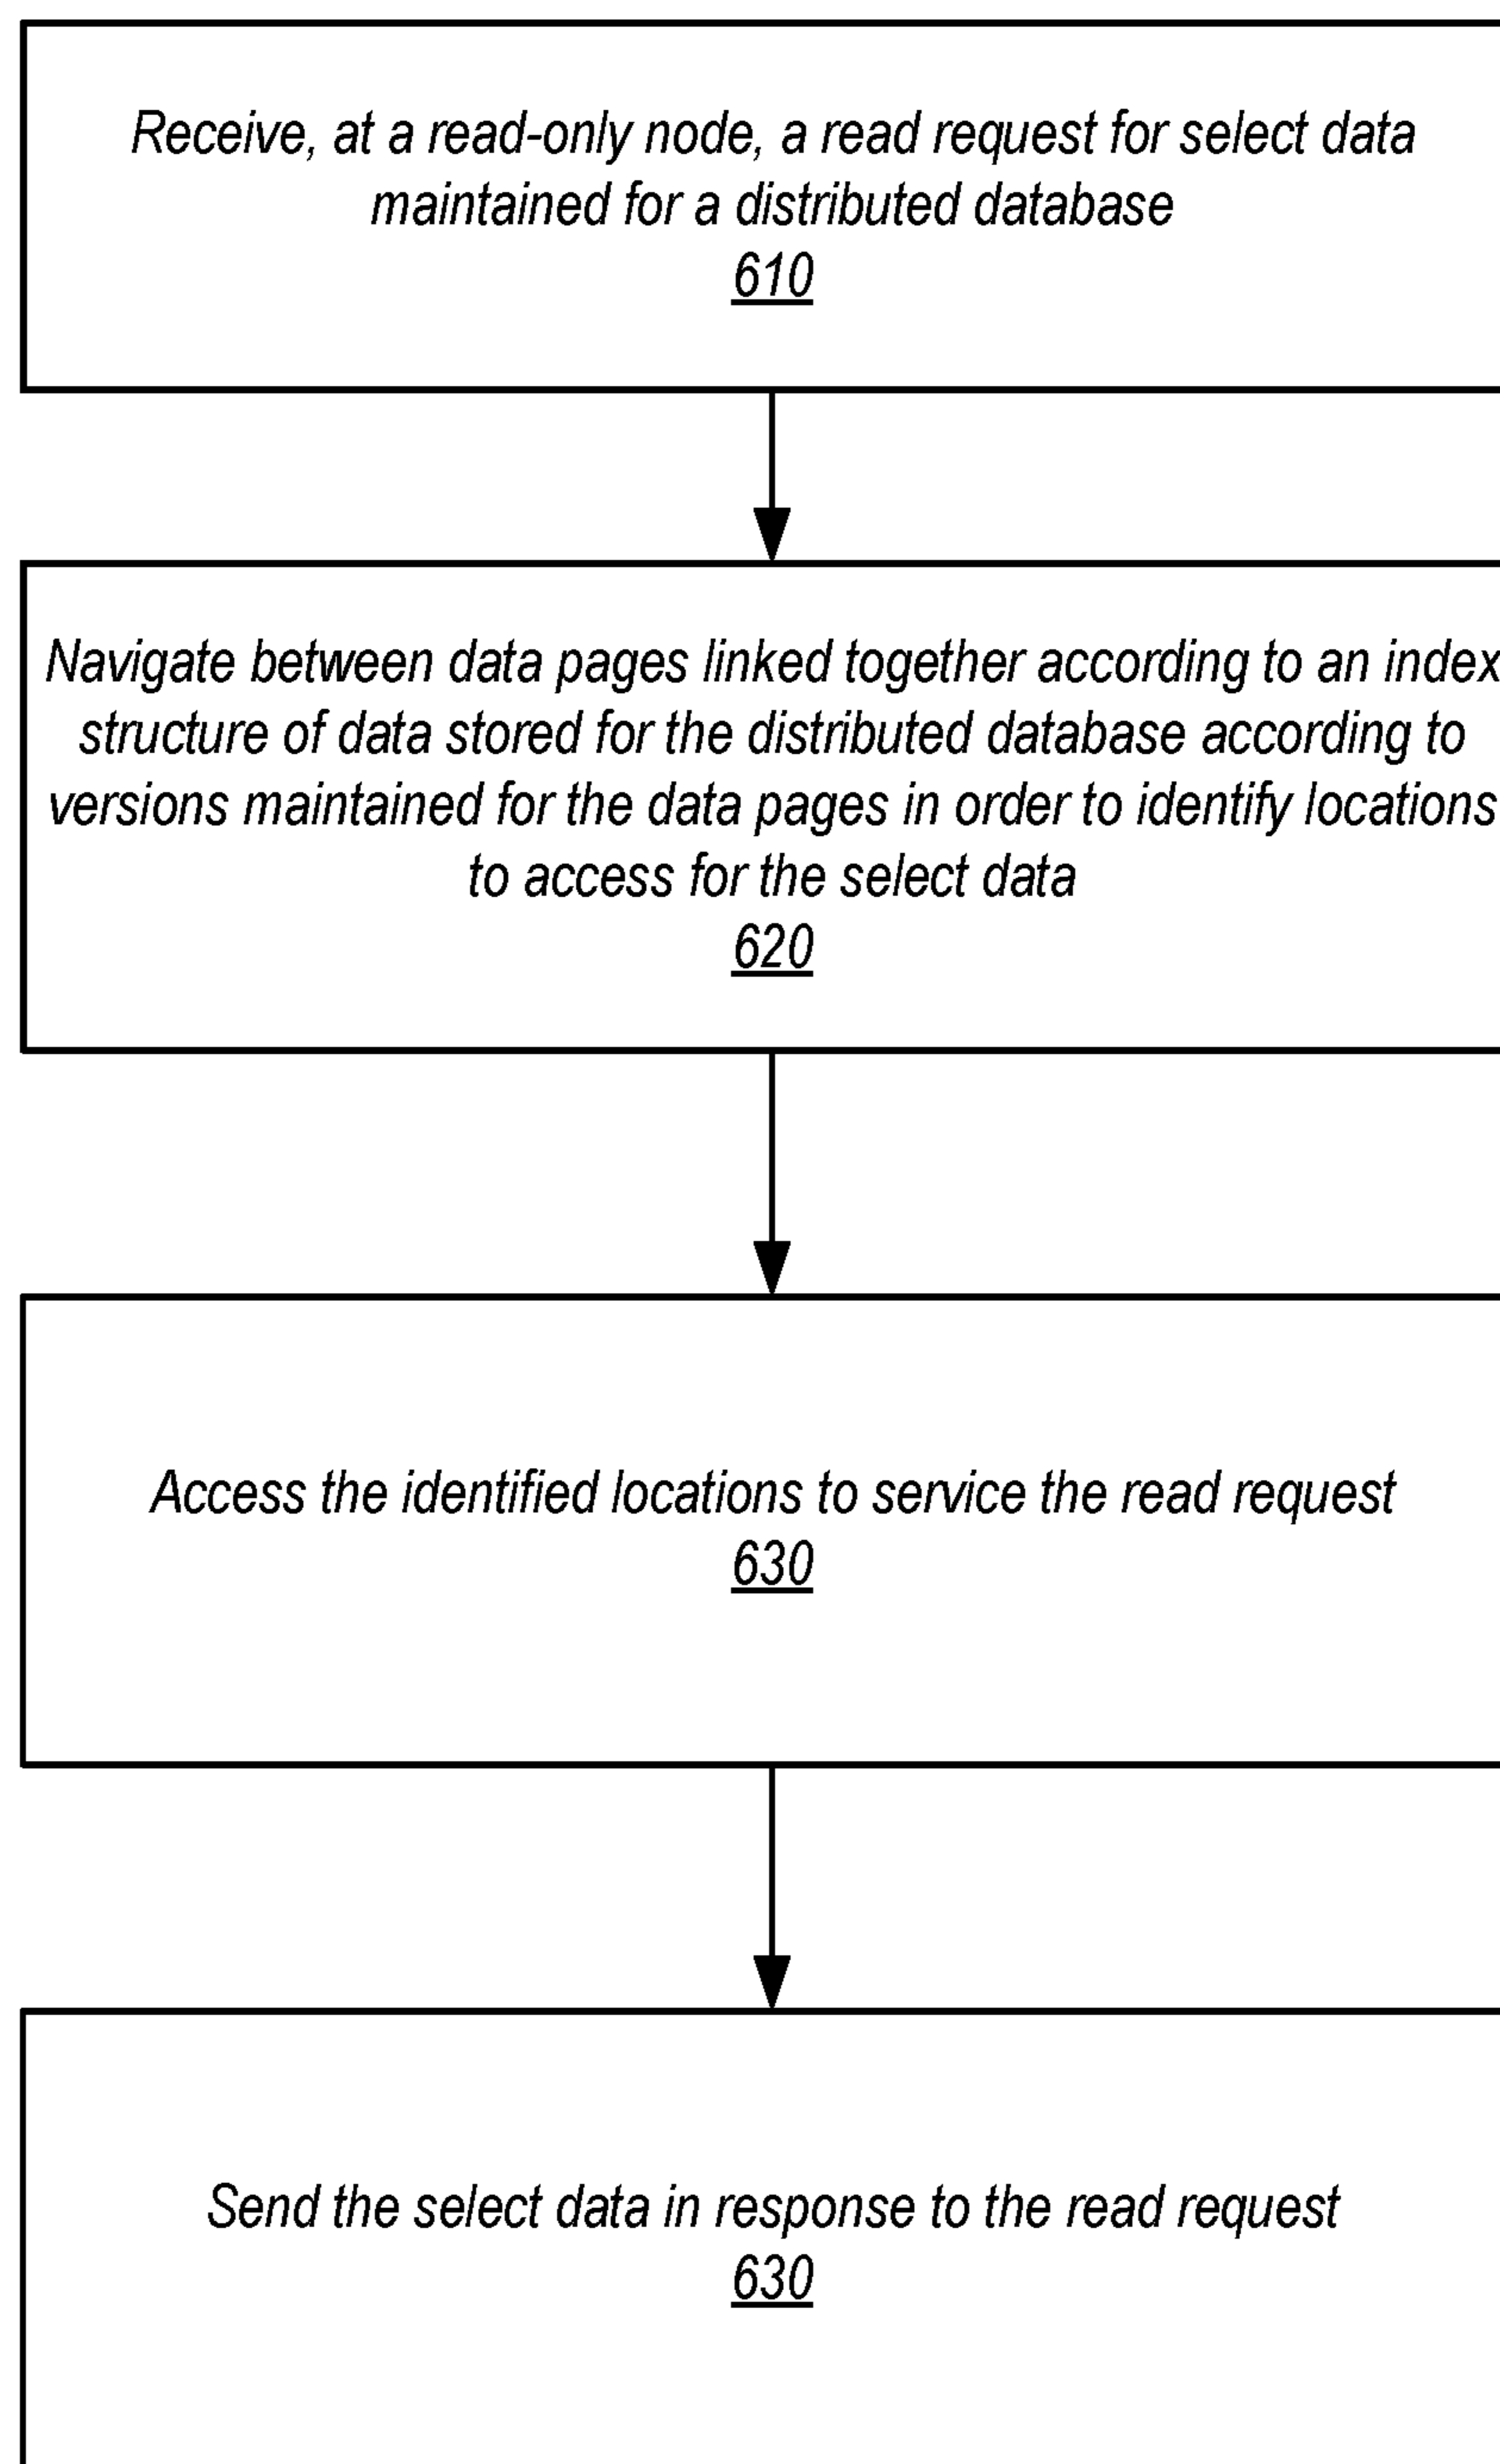 Receive, at a read-only node, a read request for select data
maintained for a distributed database
610
Navigate between data pages linked together according to an index
structure of data stored for the distributed database according to
versions maintained for the data pages in order to identify locations
to access for the select data
620
Access the identified locations to service the read request
630
Send the select data in response to the read request
630